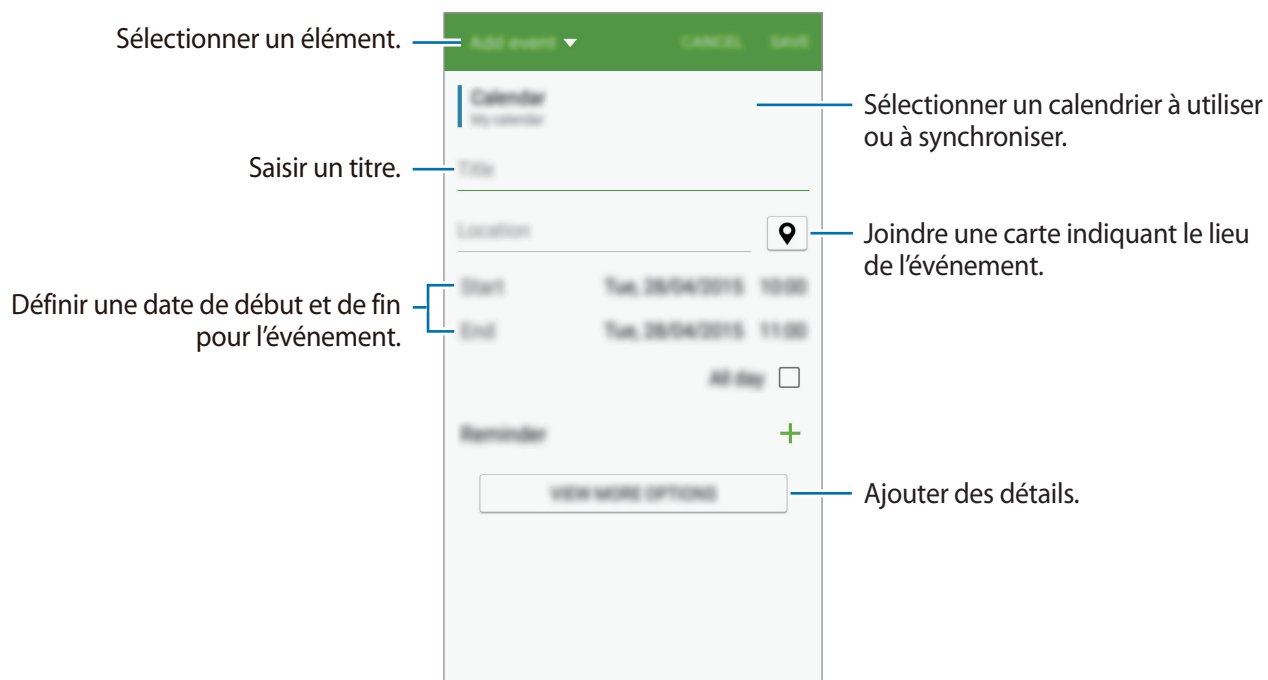 Sélectionner un élément.
Add event
CANCEL SAVE
Calendar
My calendar
Sélectionner un calendrier à utiliser
ou à synchroniser.
Saisir un titre.
Title
Location
Joindre une carte indiquant le lieu
de l'événement.
Définir une date de début et de fin
pour l'événement.
Start Tue, 28/04/2015 10:00
End Tue, 28/04/2015 11:00
All day
Reminder
VIEW MORE OPTIONS
Ajouter des détails.